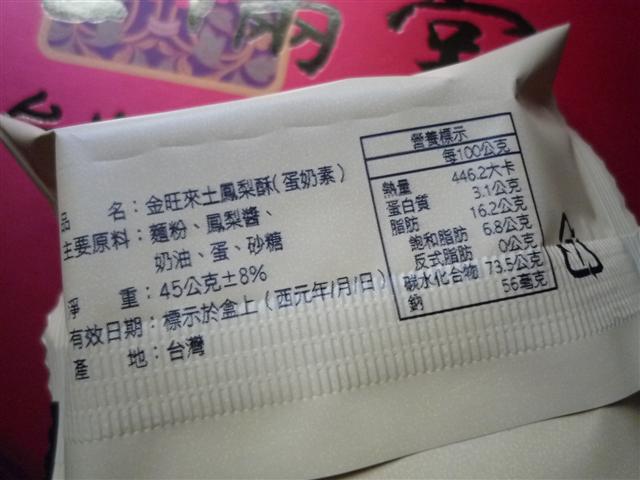 滿堂
品　　名：金旺來土鳳梨酥(蛋奶素)
主要原料：麵粉、鳳梨醬、
奶油、蛋、砂糖
淨　　重：45公克±8%
有效日期：標示於盒上(西元年/月/日)
產　　地：台灣
營養標示
每100公克
熱量 446.2大卡
蛋白質 3.1公克
脂肪 16.2公克
飽和脂肪 6.8公克
反式脂肪 0公克
碳水化合物 73.5公克
鈉 56毫克